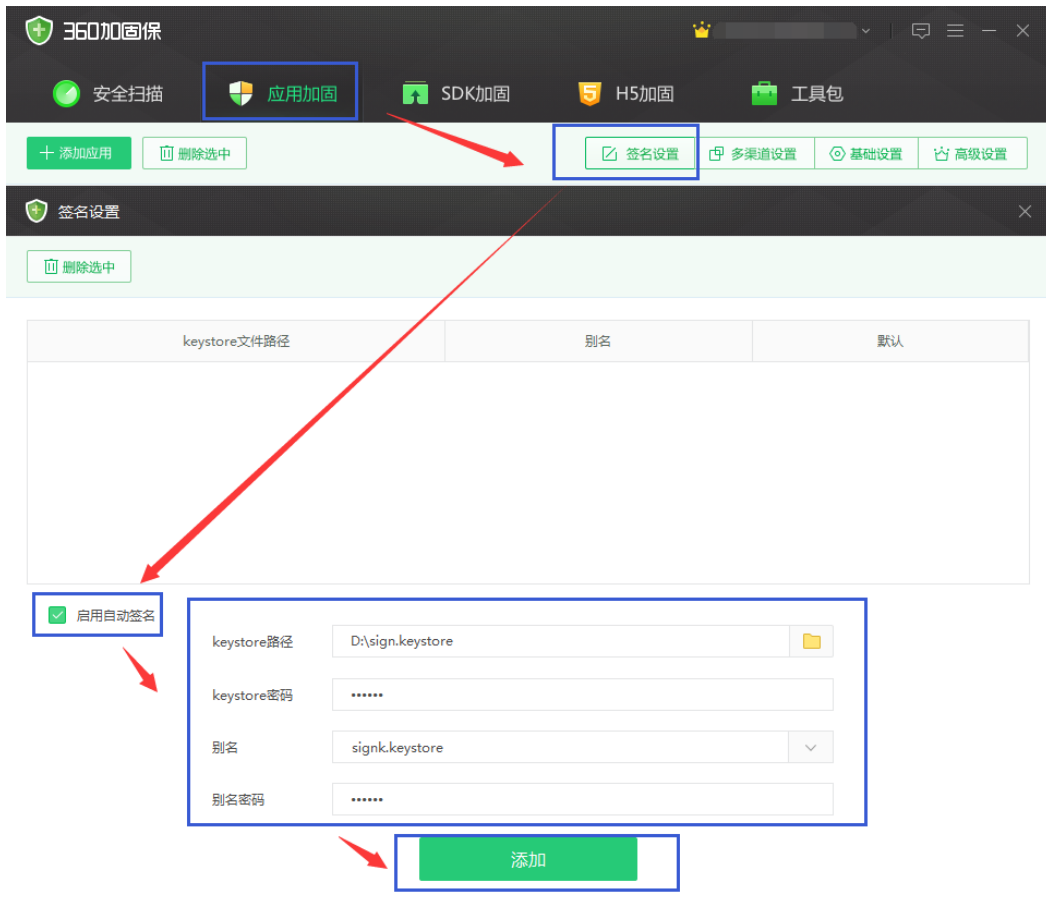 360加固保
安全扫描 应用加固 SDK加固 H5加固 工具包
添加应用 删除选中 签名设置 多渠道设置 基础设置 高级设置
签名设置
删除选中
keystore文件路径 别名 默认
启用自动签名
keystore路径 D:\sign.keystore
keystore密码 ••••••
别名 signk.keystore
别名密码 ••••••
添加